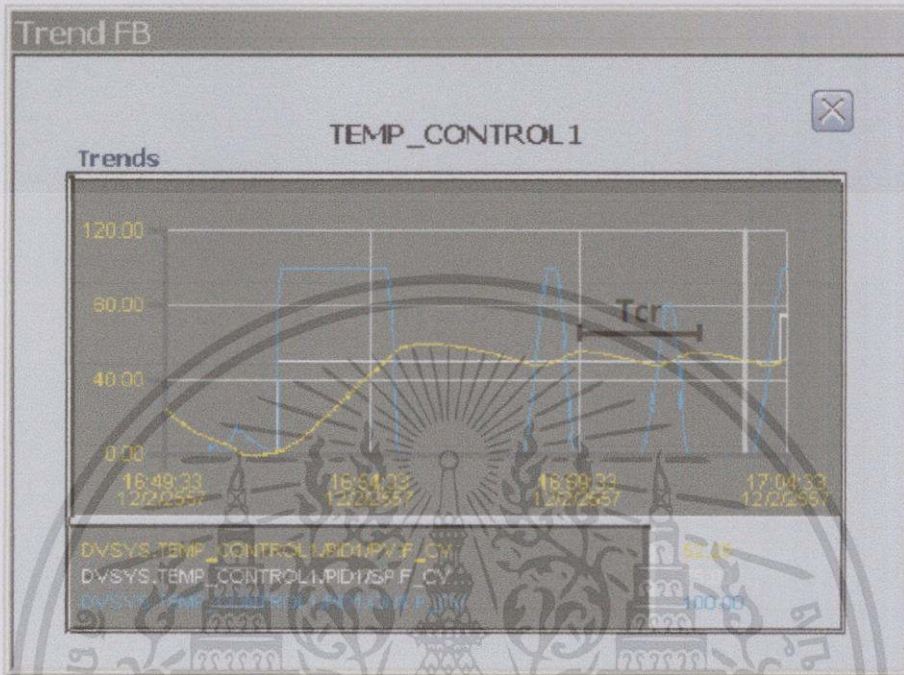 Trend FB
TEMP_CONTROL1
Trends
120.00
80.00
Tcr
40.00
0.00
16:49:33 16:54:33 16:59:33 17:04:33
12/2/2557 12/2/2557 12/2/2557 12/2/2557
DVSYS.TEMP_CONTROL1/PID1/PV.F_CV
DVSYS.TEMP_CONTROL1/PID1/SP.F_CV
100.00